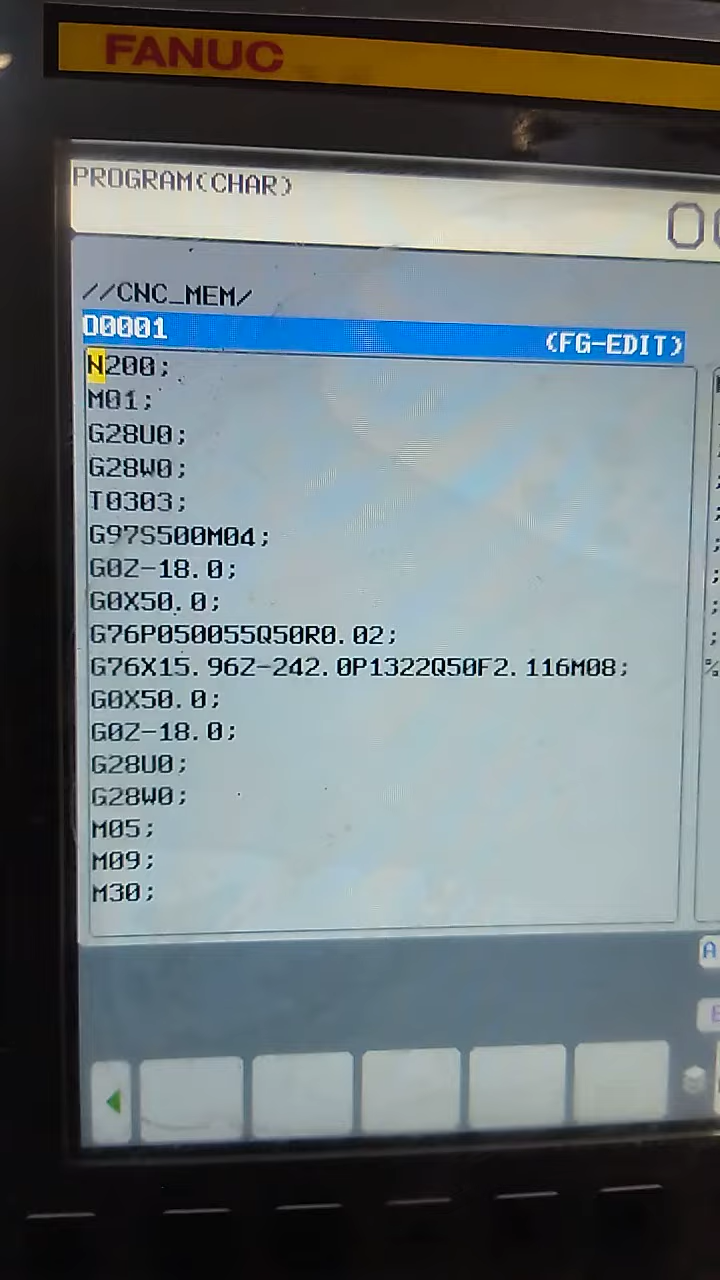 FANUC
PROGRAM(CHAR)
//CNC_MEM/
O0001 (FG-EDIT)
N200;
M01;
G28U0;
G28W0;
T0303;
G97S500M04;
G0Z-18.0;
G0X50.0;
G76P050055Q50R0.02;
G76X15.96Z-242.0P1322Q50F2.116M08;
G0X50.0;
G0Z-18.0;
G28U0;
G28W0;
M05;
M09;
M30;